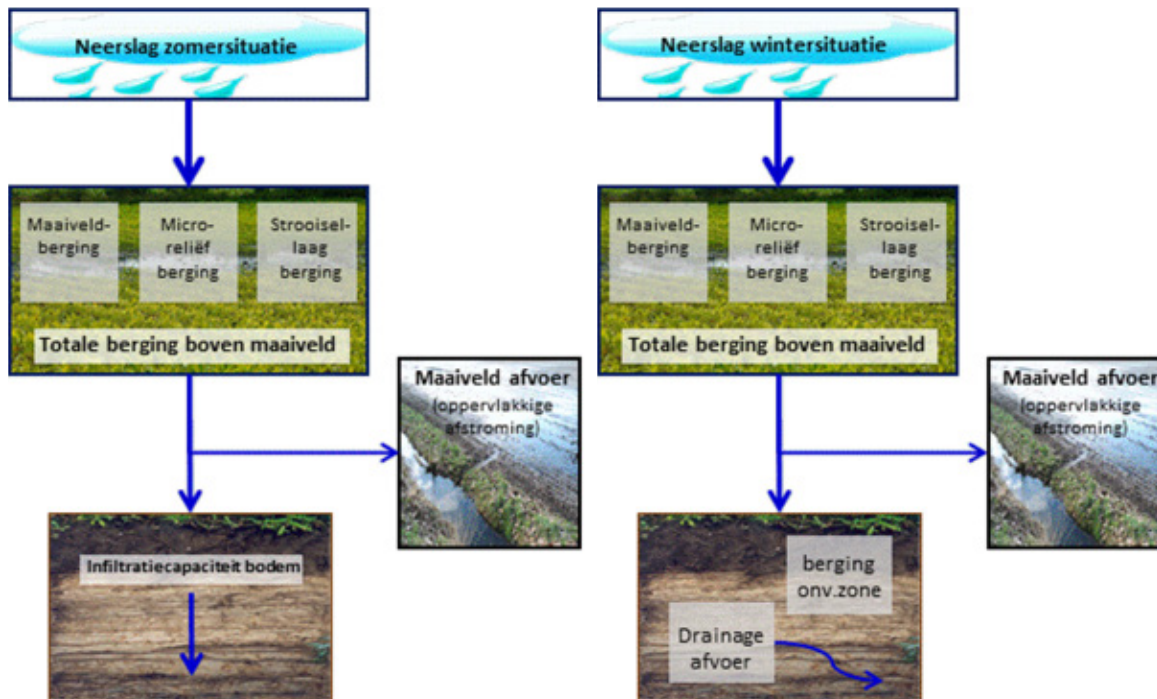 Neerslag zomersituatie
Maaiveld-
berging
Micro-
reliëf
berging
Strooisel-
laag
berging
Totale berging boven maaiveld
Maaiveld afvoer
(oppervlakkige
afstroming)
Infiltratiecapaciteit bodem
Neerslag wintersituatie
Maaiveld-
berging
Micro-
reliëf
berging
Strooisel-
laag
berging
Totale berging boven maaiveld
Maaiveld afvoer
(oppervlakkige
afstroming)
berging
onv.zone
Drainage
afvoer